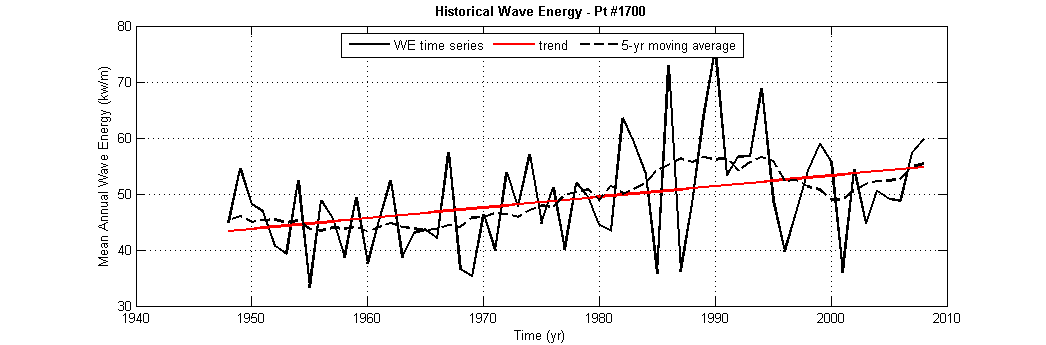 Historical Wave Energy - Pt #1700
WE time series trend 5-yr moving average
Mean Annual Wave Energy (kw/m)
80
70
60
50
40
30
1940 1950 1960 1970 1980 1990 2000 2010
Time (yr)